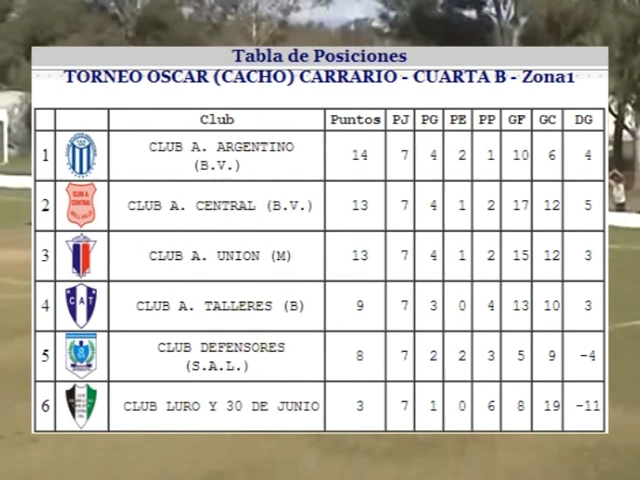 Tabla de Posiciones
TORNEO OSCAR (CACHO) CARRARIO - CUARTA B - Zona1
Club Puntos PJ PG PE PP GF GC DG
1 CLUB A. ARGENTINO (B.V.) 14 7 4 2 1 10 6 4
2 CLUB A. CENTRAL (B.V.) 13 7 4 1 2 17 12 5
3 CLUB A. UNION (M) 13 7 4 1 2 15 12 3
4 CAT CLUB A. TALLERES (B) 9 7 3 0 4 13 10 3
5 CLUB DEFENSORES (S.A.L.) 8 7 2 2 3 5 9 -4
6 CLUB LURO Y 30 DE JUNIO 3 7 1 0 6 8 19 -11